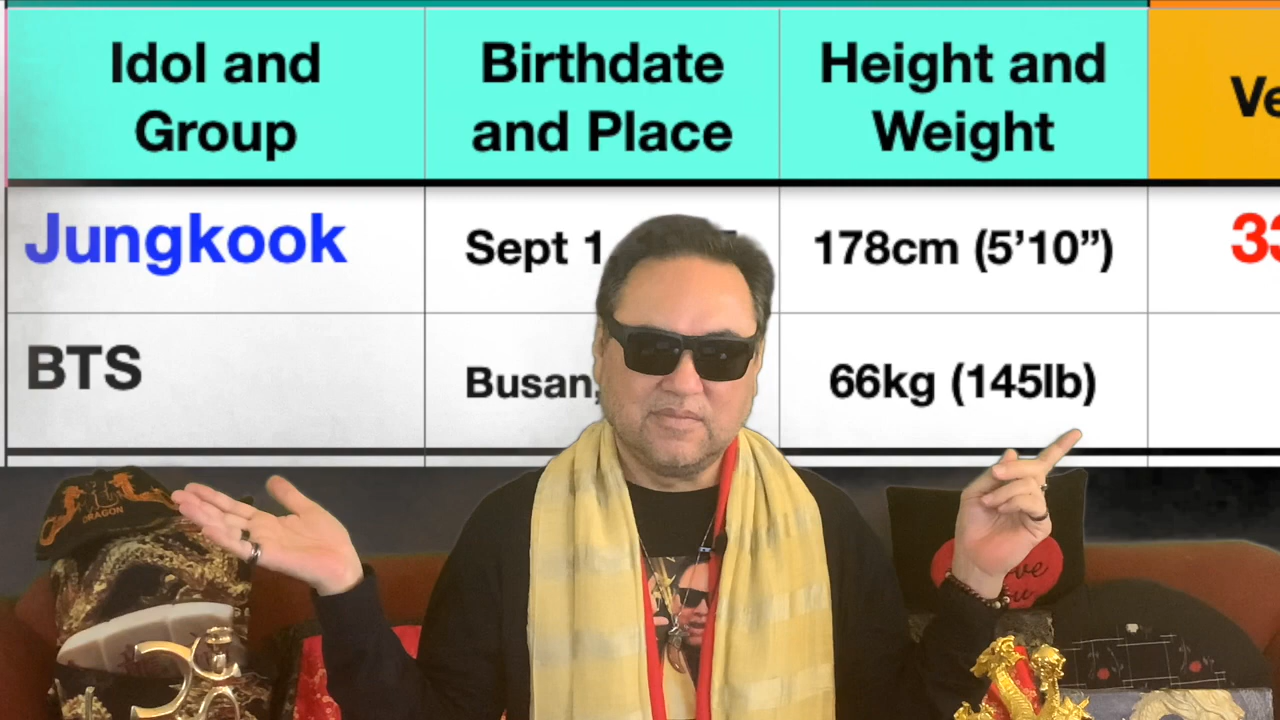 Idol and
Group
Birthdate
and Place
Height and
Weight
Jungkook
Sept 1
178cm (5’10”)
BTS
Busan,
66kg (145lb)
DRAGON